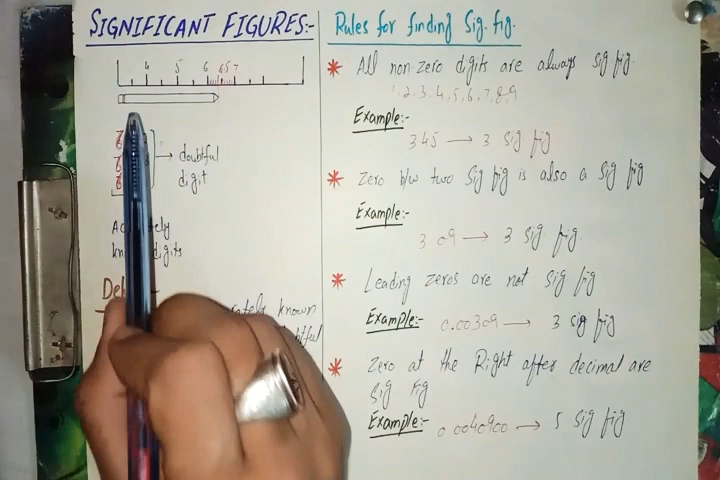 SIGNIFICANT FIGURES:-
4 5 6 6.5 7
doubtful
digit
known
Rules for finding Sig. fig.
* All non-zero digits are always sig fig.
1,2,3,4,5,6,7,8,9
Example:-
345 → 3 sig fig
* Zero b/w two sig fig is also a sig fig
Example:-
309 → 3 sig fig.
* Leading zeros are not sig fig
Example:- 0.00309 → 3 sig fig
* Zero at the Right after decimal are
sig. fig
Example:- 0.0040900 → 5 sig fig